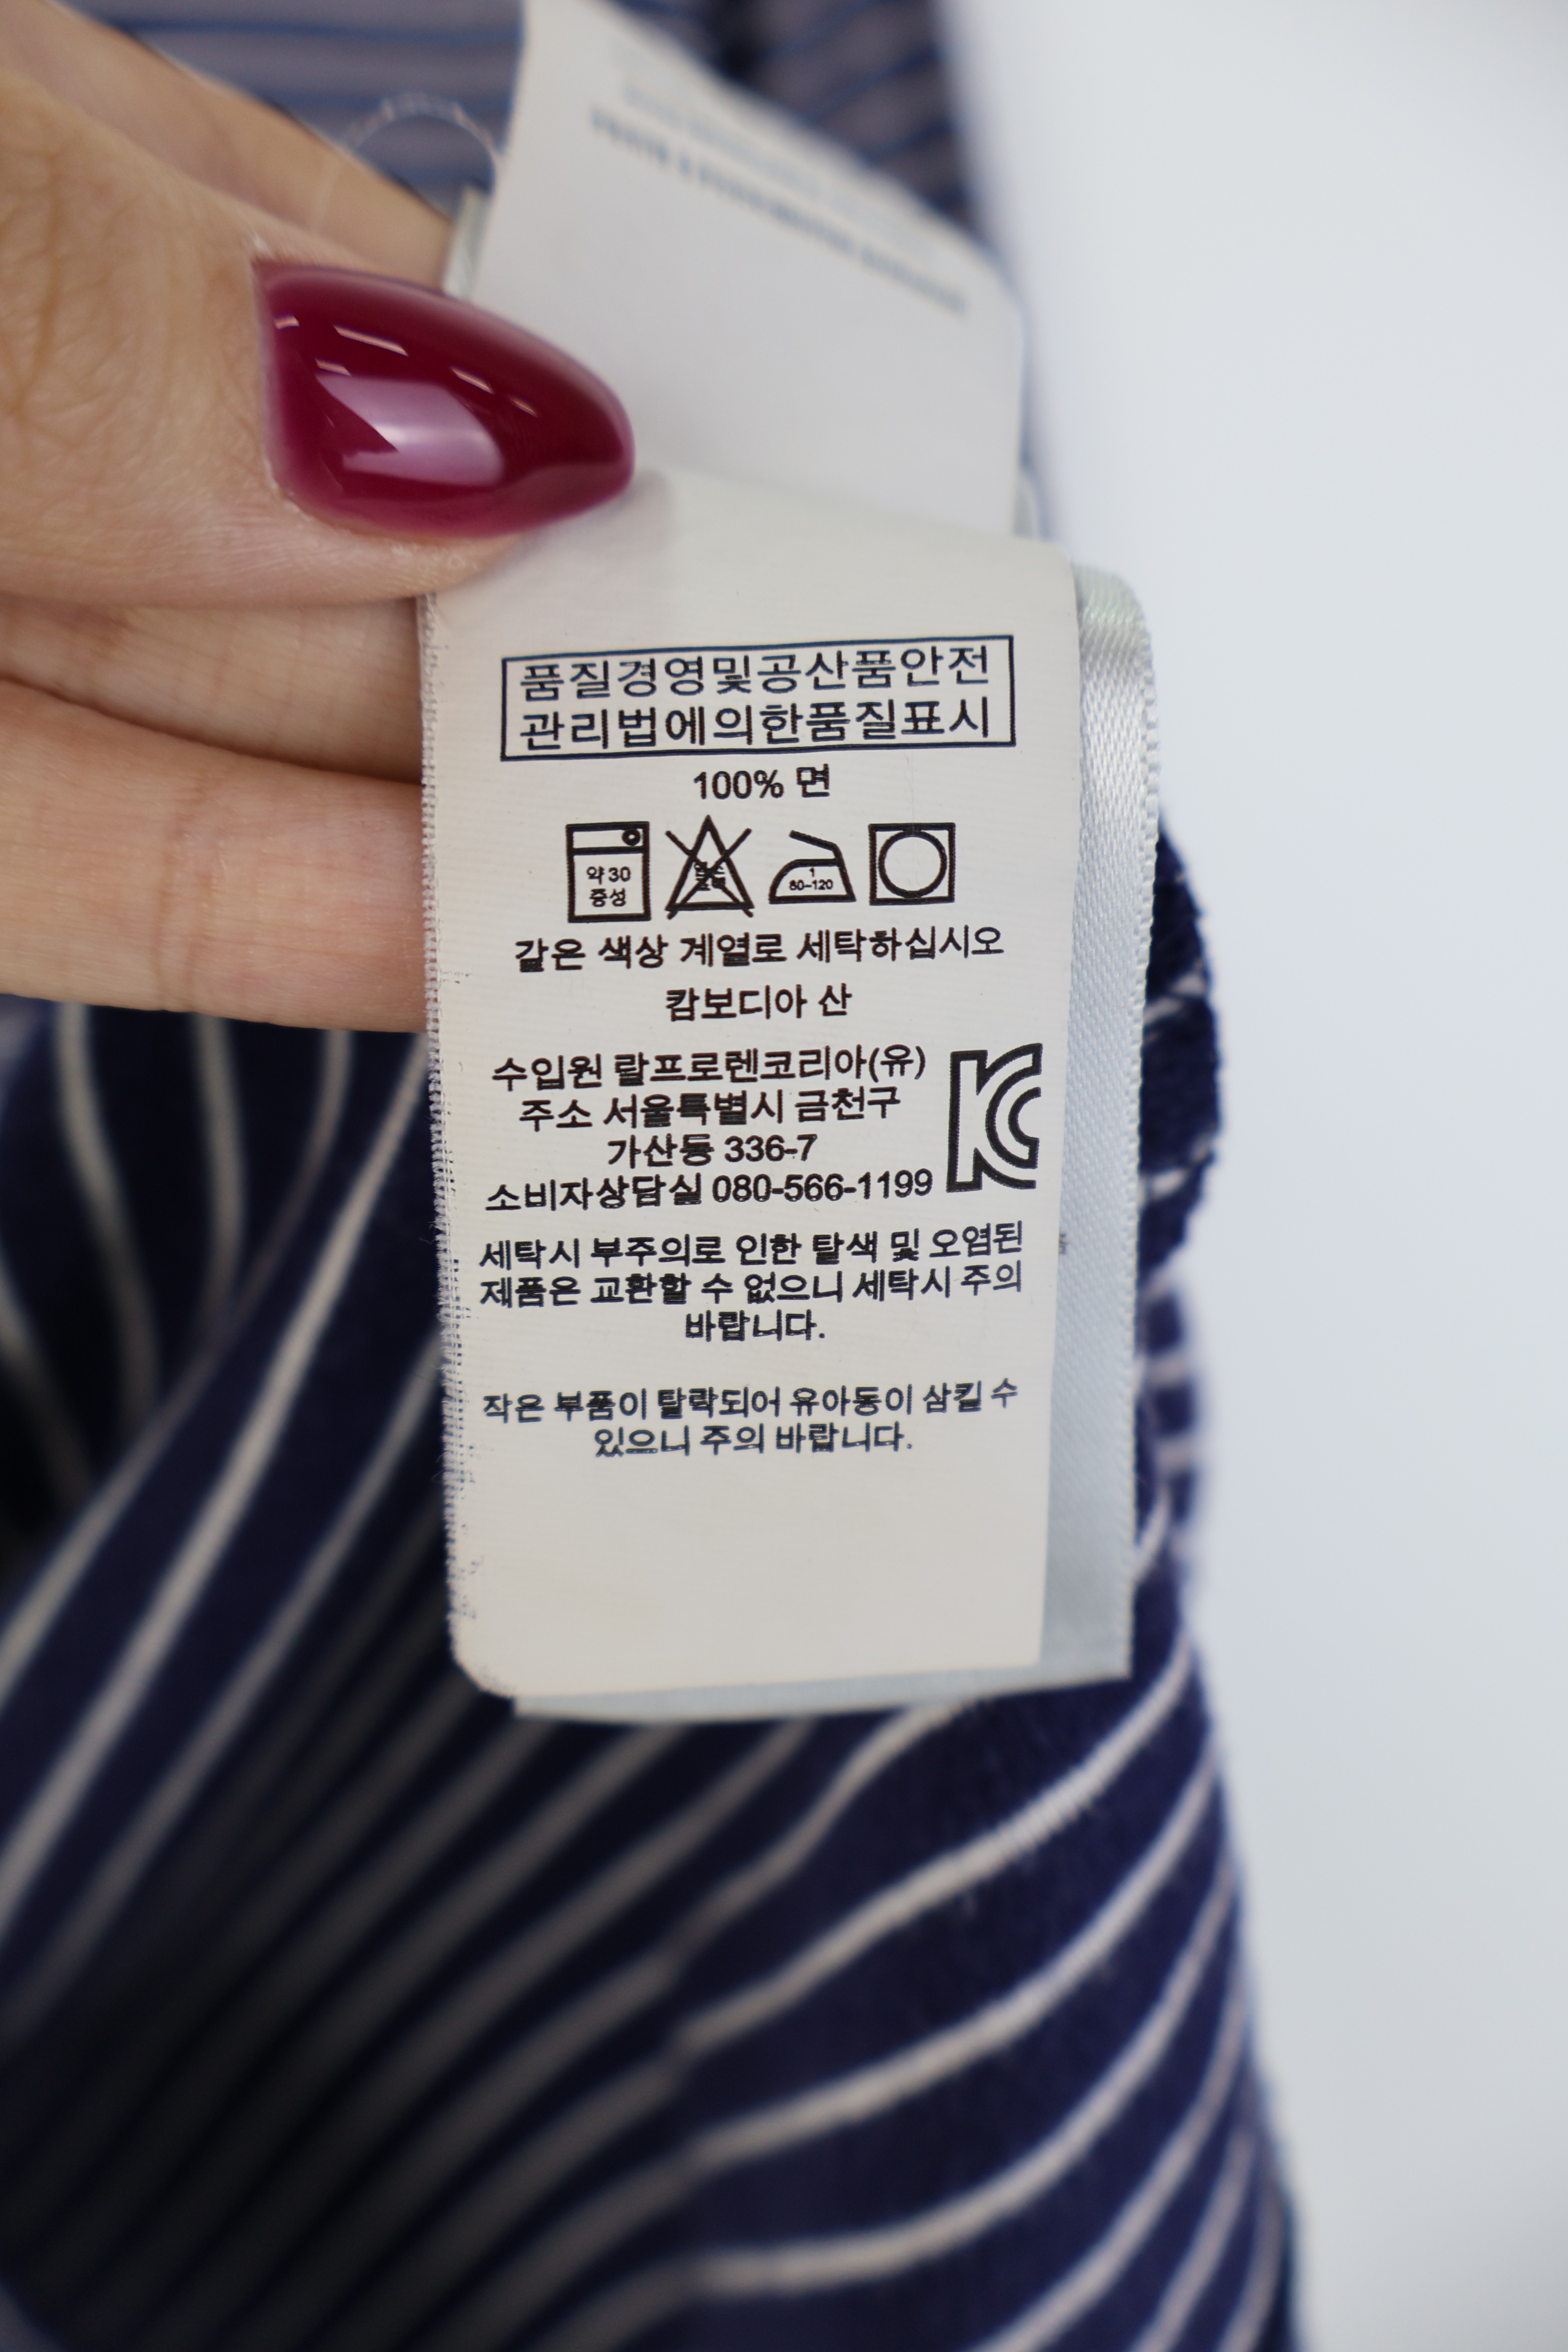 품질경영및공산품안전
관리법에의한품질표시
100% 면
약 30
중성
1
80-120
같은 색상 계열로 세탁하십시오
캄보디아 산
수입원 랄프로렌코리아(유)
주소 서울특별시 금천구
가산동 336-7
소비자상담실 080-566-1199
세탁시 부주의로 인한 탈색 및 오염된
제품은 교환할 수 없으니 세탁시 주의
바랍니다.
작은 부품이 탈락되어 유아동이 삼킬 수
있으니 주의 바랍니다.